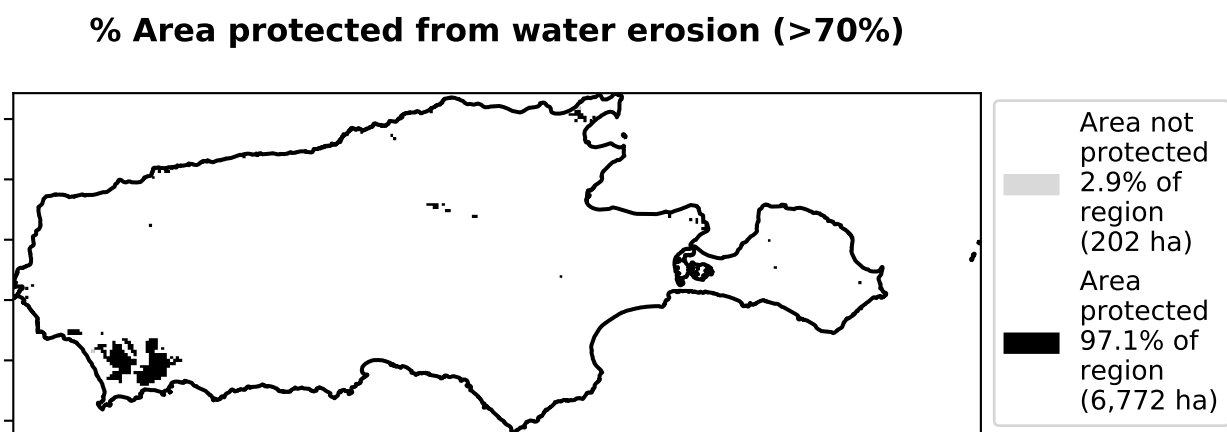 % Area protected from water erosion (>70%)
Area not
protected
2.9% of
region
(202 ha)
Area
protected
97.1% of
region
(6,772 ha)